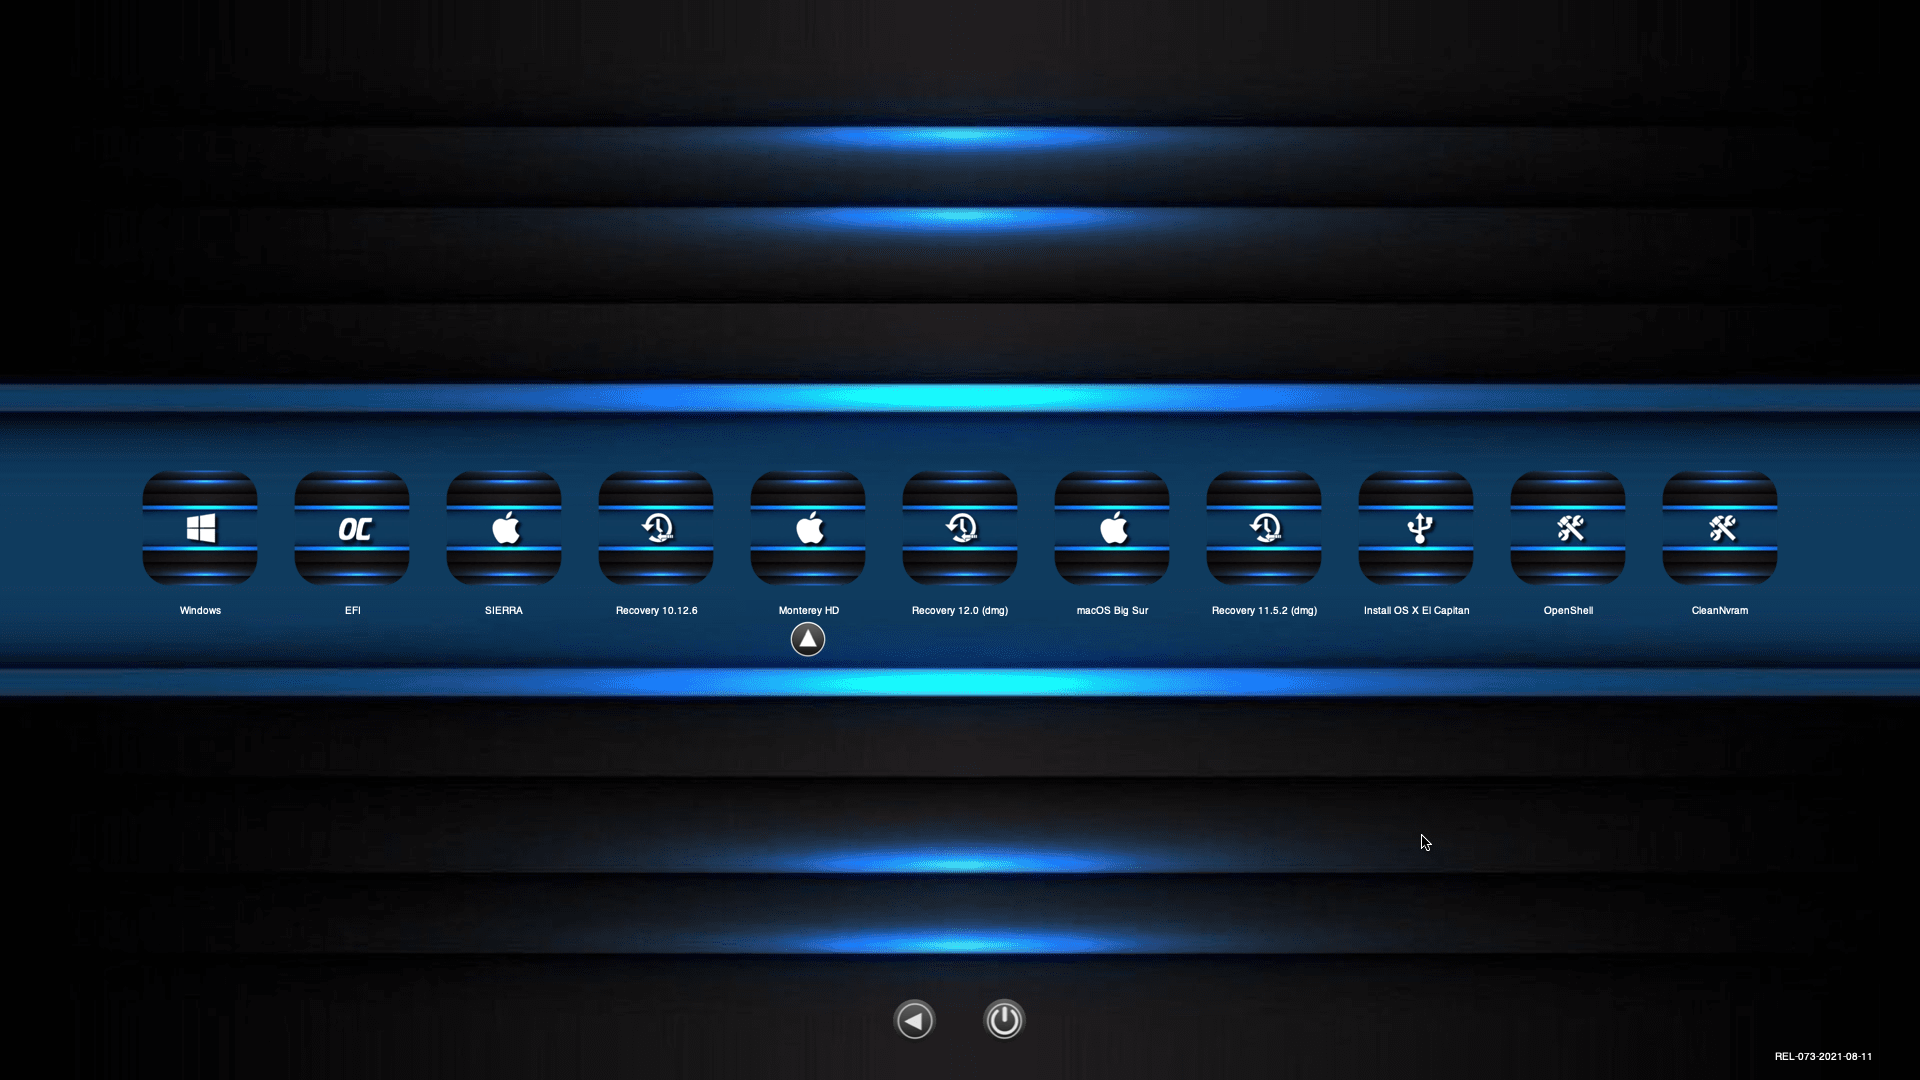 OC
Windows
EFI
SIERRA
Recovery 10.12.6
Monterey HD
Recovery 12.0 (dmg)
macOS Big Sur
Recovery 11.5.2 (dmg)
Install OS X El Capitan
OpenShell
CleanNvram
REL-073-2021-08-11